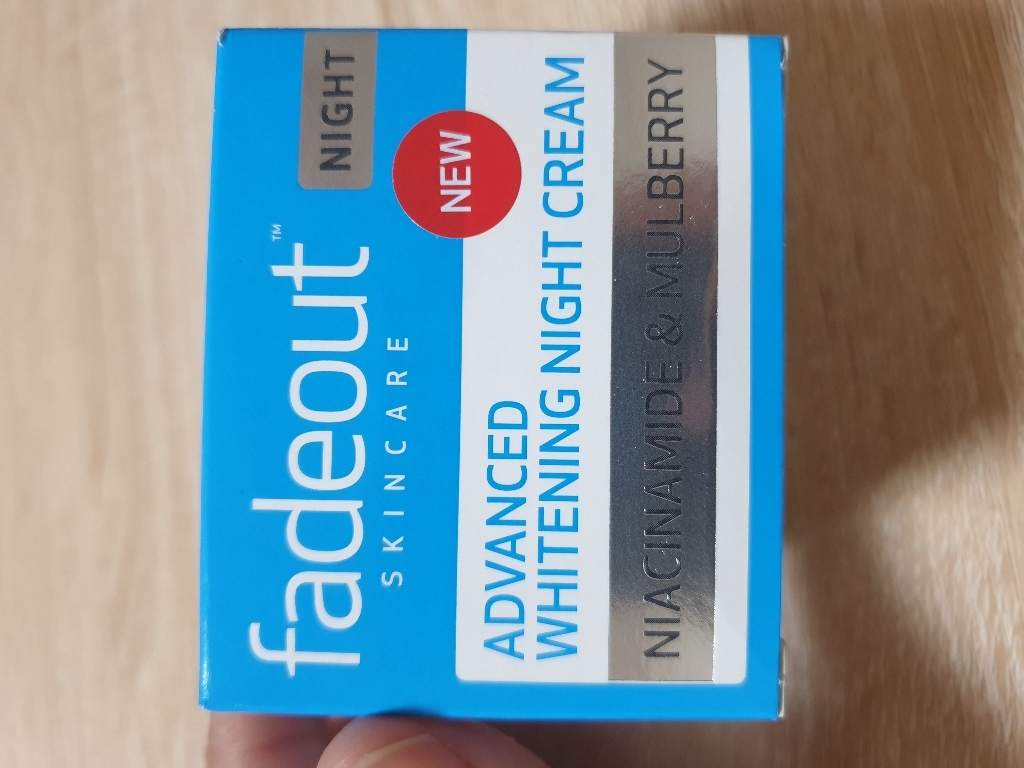 NIGHT
fadeout™
SKINCARE
NEW
ADVANCED
WHITENING NIGHT CREAM
NIACINAMIDE & MULBERRY